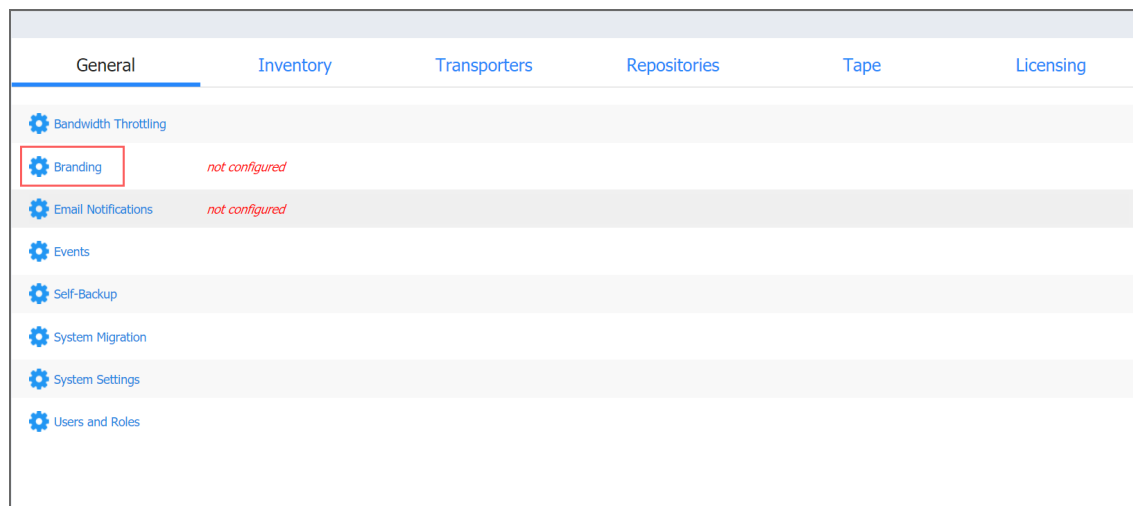 General Inventory Transporters Repositories Tape Licensing
Bandwidth Throttling
Branding not configured
Email Notifications not configured
Events
Self-Backup
System Migration
System Settings
Users and Roles